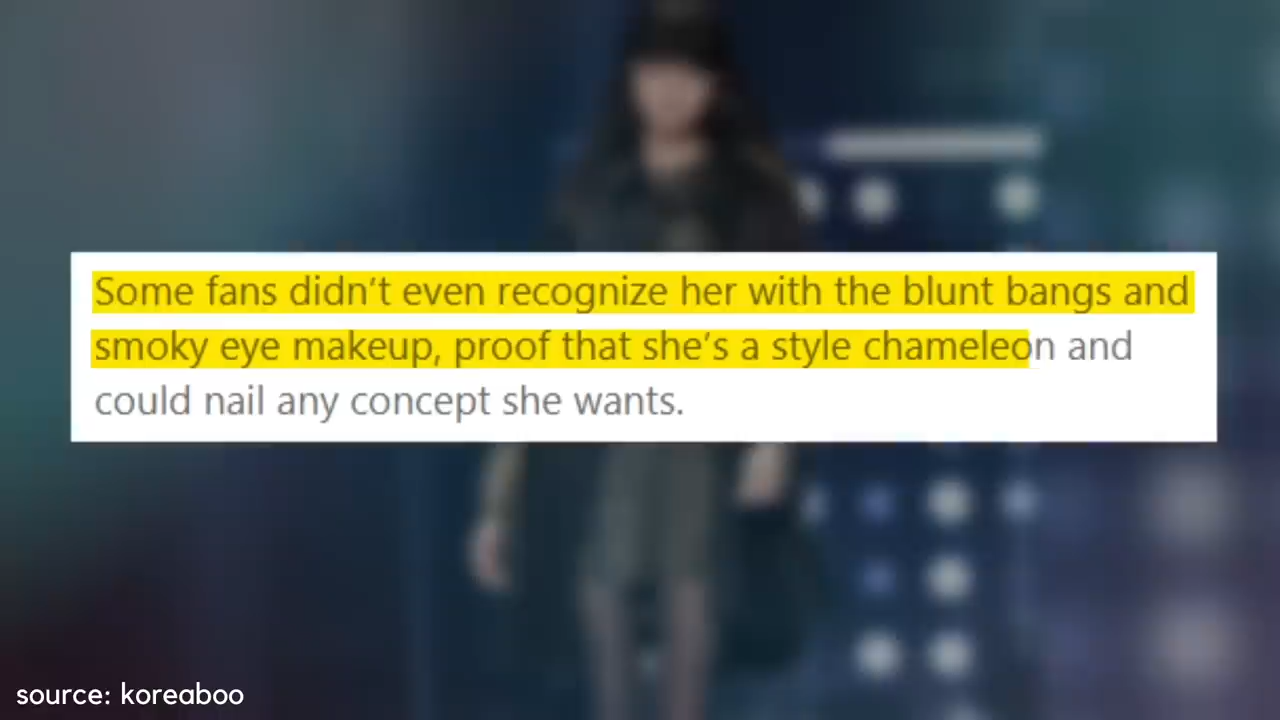 Some fans didn’t even recognize her with the blunt bangs and
smoky eye makeup, proof that she’s a style chameleon and
could nail any concept she wants.
source: koreaboo